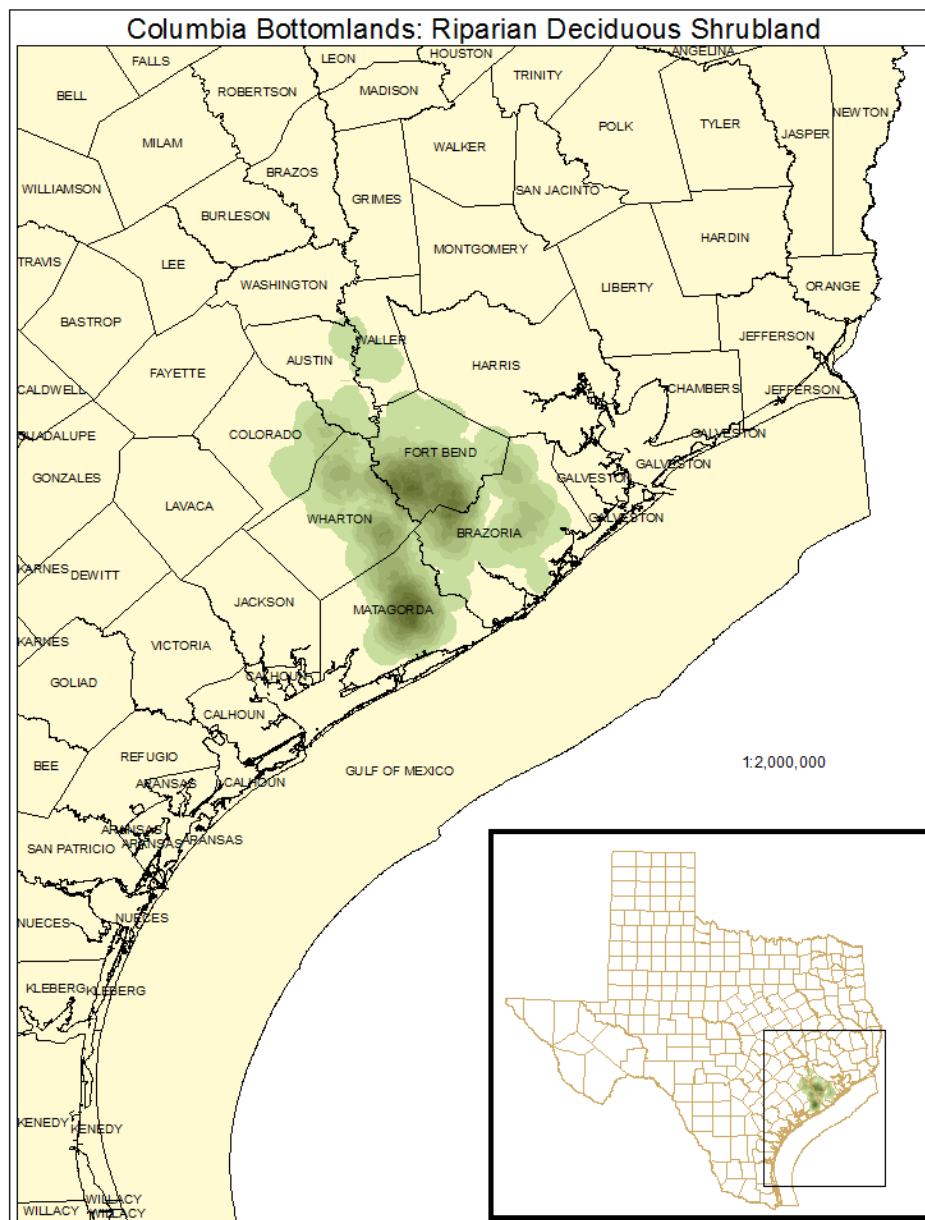 Columbia Bottomlands: Riparian Deciduous Shrubland
HOUSTON
ANGELINA
FALLS
LEON
TRINITY
BELL
ROBERTSON
MADISON
NEWTON
POLK
TYLER
JASPER
MILAM
WALKER
BRAZOS
WILLIAMSON
SAN JACINTO
GRIMES
BURLESON
HARDIN
MONTGOMERY
TRAVIS
LEE
WASHINGTON
LIBERTY
ORANGE
BASTROP
JEFFERSON
WALLER
AUSTIN
HARRIS
FAYETTE
CALDWELL
CHAMBERS
JEFFERSON
GUADALUPE
COLORADO
GALVESTON
FORT BEND
GALVESTON
GONZALES
GALVESTON
LAVACA
WHARTON
GALVESTON
BRAZORIA
KARNES
DEWITT
JACKSON
MATAGORDA
KARNES
VICTORIA
CALHOUN
GOLIAD
CALHOUN
REFUGIO
BEE
1:2,000,000
GULF OF MEXICO
ARANSAS
CALHOUN
ARANSAS
ARANSAS
ARANSAS
SAN PATRICIO
NUECES
NUECES
KLEBERG
KLEBERG
KENEDY
KENEDY
WILLACY
WILLACY
WILLACY